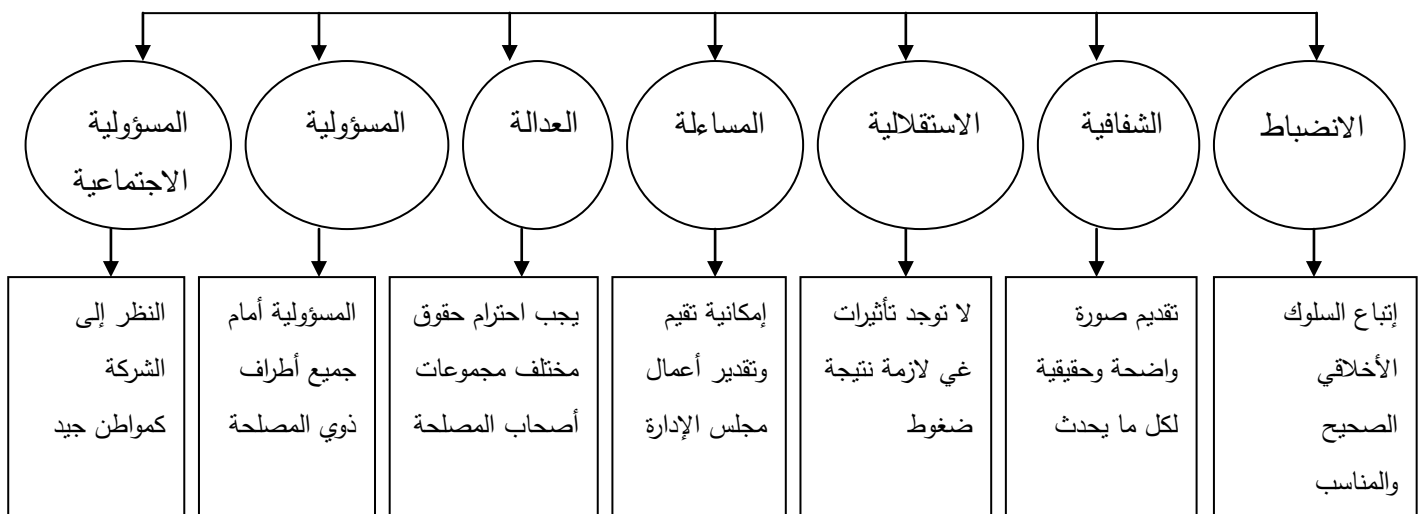 الانضباط
الشفافية
الاستقلالية
المساءلة
العدالة
المسؤولية
المسؤولية
الاجتماعية
إتباع السلوك
الأخلاقي
الصحيح
والمناسب
تقديم صورة
واضحة وحقيقية
لكل ما يحدث
لا توجد تأثيرات
غي لازمة نتيجة
ضغوط
إمكانية تقيم
وتقدير أعمال
مجلس الإدارة
يجب احترام حقوق
مختلف مجموعات
أصحاب المصلحة
المسؤولية أمام
جميع أطراف
ذوي المصلحة
النظر إلى
الشركة
كمواطن جيد